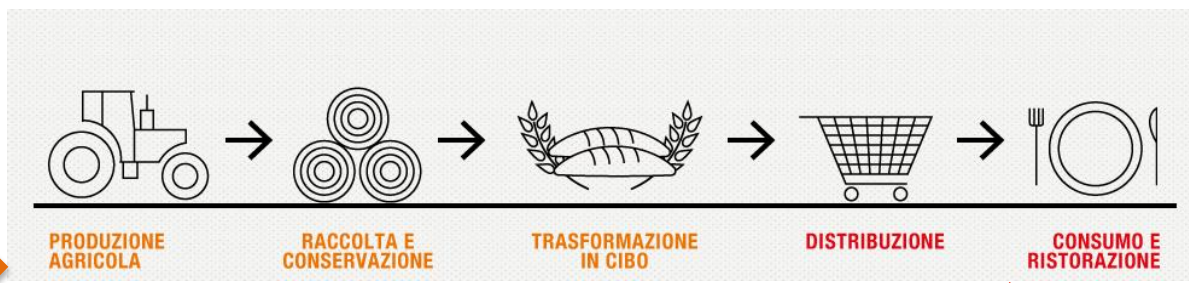 PRODUZIONE
AGRICOLA
RACCOLTA E
CONSERVAZIONE
TRASFORMAZIONE
IN CIBO
DISTRIBUZIONE
CONSUMO E
RISTORAZIONE